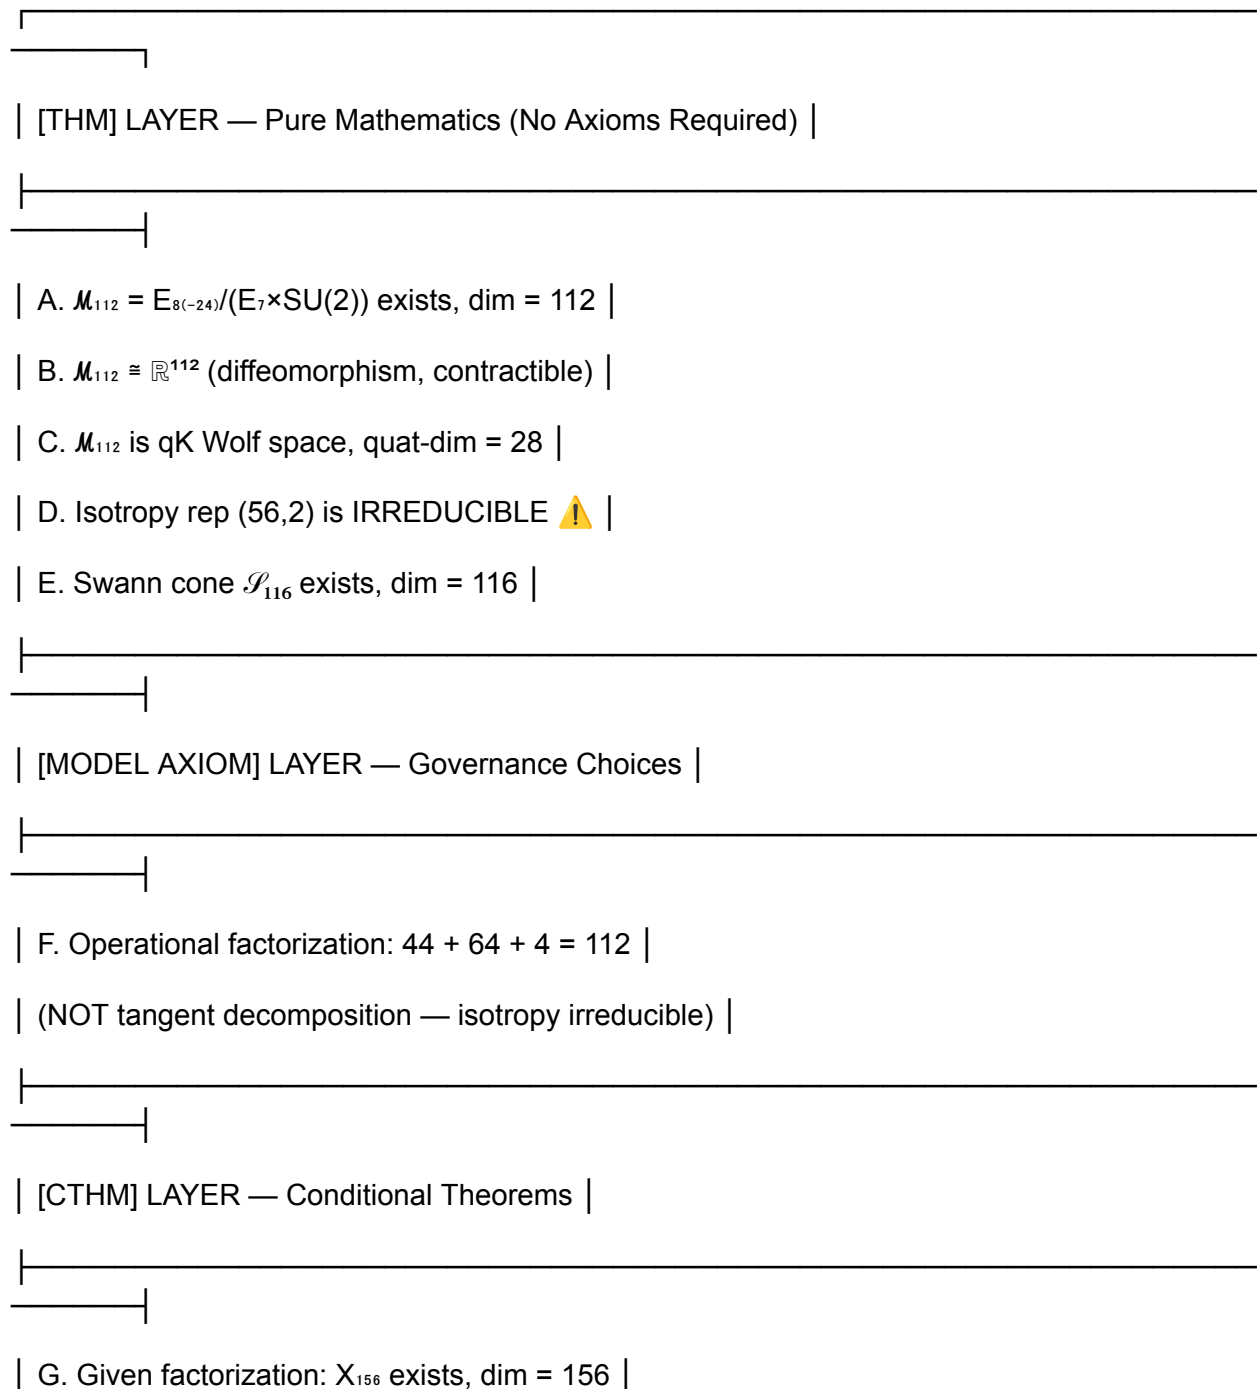 │ [THM] LAYER — Pure Mathematics (No Axioms Required) │
│ A. 𝓜₁₁₂ = E₈₍₋₂₄₎/(E₇×SU(2)) exists, dim = 112 │
│ B. 𝓜₁₁₂ ≅ ℝ¹¹² (diffeomorphism, contractible) │
│ C. 𝓜₁₁₂ is qK Wolf space, quat-dim = 28 │
│ D. Isotropy rep (56,2) is IRREDUCIBLE ⚠️ │
│ E. Swann cone 𝒮₁₁₆ exists, dim = 116 │
│ [MODEL AXIOM] LAYER — Governance Choices │
│ F. Operational factorization: 44 + 64 + 4 = 112 │
│ (NOT tangent decomposition — isotropy irreducible) │
│ [CTHM] LAYER — Conditional Theorems │
│ G. Given factorization: X₁₅₆ exists, dim = 156 │